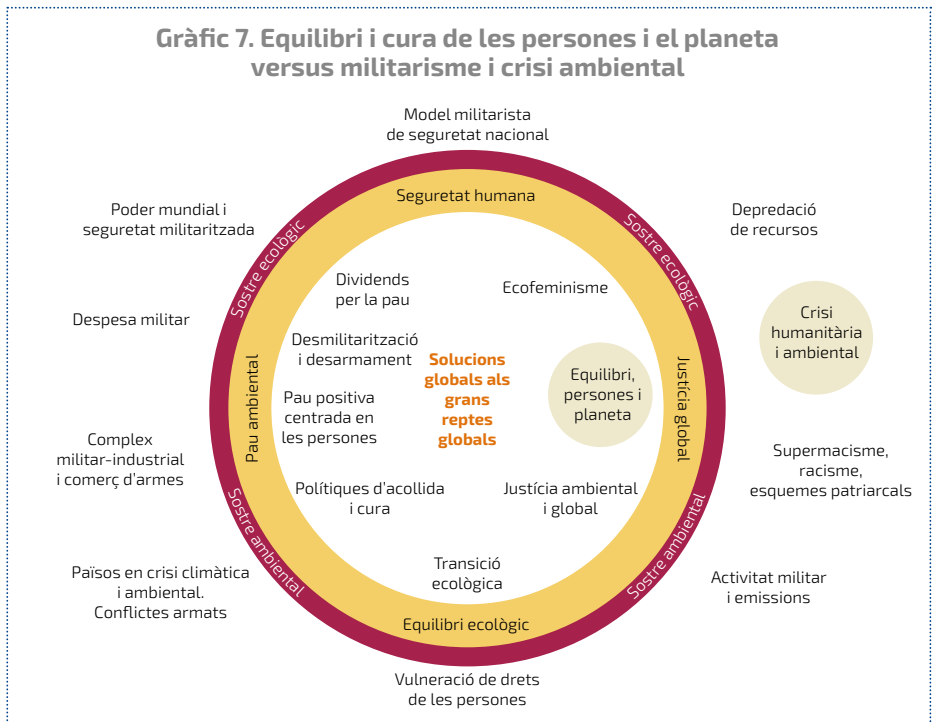 Gràfic 7. Equilibri i cura de les persones i el planeta
versus militarisme i crisi ambiental
Model militarista
de seguretat nacional
Poder mundial i
seguretat militaritzada
Despesa militar
Complex
militar-industrial
i comerç d'armes
Països en crisi climàtica
i ambiental.
Conflictes armats
Vulneració de drets
de les persones
Depredació
de recursos
Crisi
humanitària
i ambiental
Supermacisme,
racisme,
esquemes patriarcals
Activitat militar
i emissions
Sostre ecològic
Sostre ecològic
Sostre ambiental
Sostre ambiental
Seguretat humana
Pau ambiental
Justícia global
Equilibri ecològic
Dividends
per la pau
Ecofeminisme
Desmilitarització
i desarmament
Solucions
globals als
grans
reptes
globals
Equilibri,
persones i
planeta
Pau positiva
centrada en
les persones
Polítiques d'acollida
i cura
Justícia ambiental
i global
Transició
ecològica